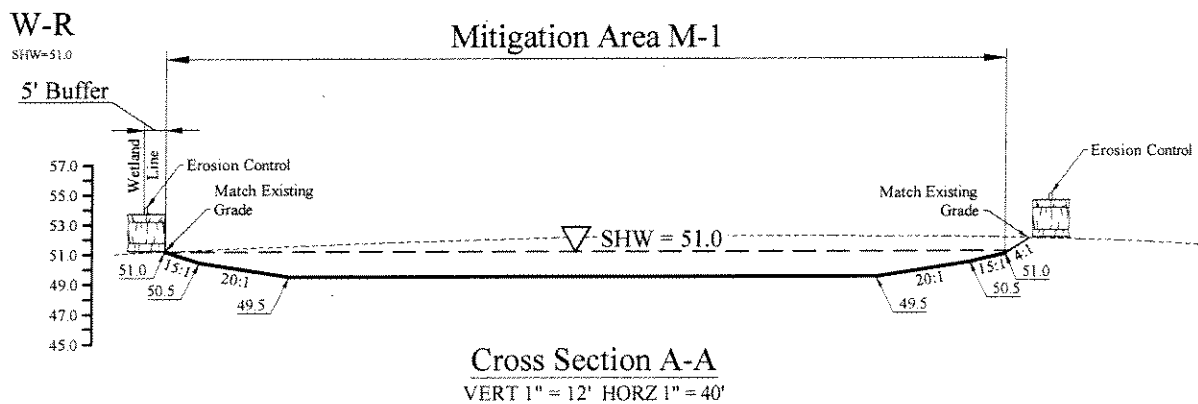 W-R
SHW=51.0
Mitigation Area M-1
5' Buffer
Wetland
Line
Erosion Control
Match Existing
Grade
Erosion Control
Match Existing
Grade
57.0
55.0
53.0
51.0
49.0
47.0
45.0
SHW = 51.0
51.0
15:1
50.5
20:1
49.5
49.5
20:1
15:1
50.5
4:1
51.0
Cross Section A-A
VERT 1" = 12' HORZ 1" = 40'